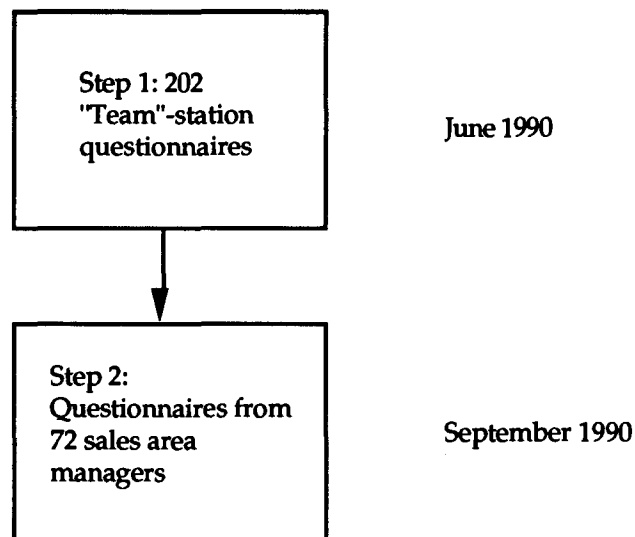 Step 1: 202
"Team"-station
questionnaires
June 1990
Step 2:
Questionnaires from
72 sales area
managers
September 1990